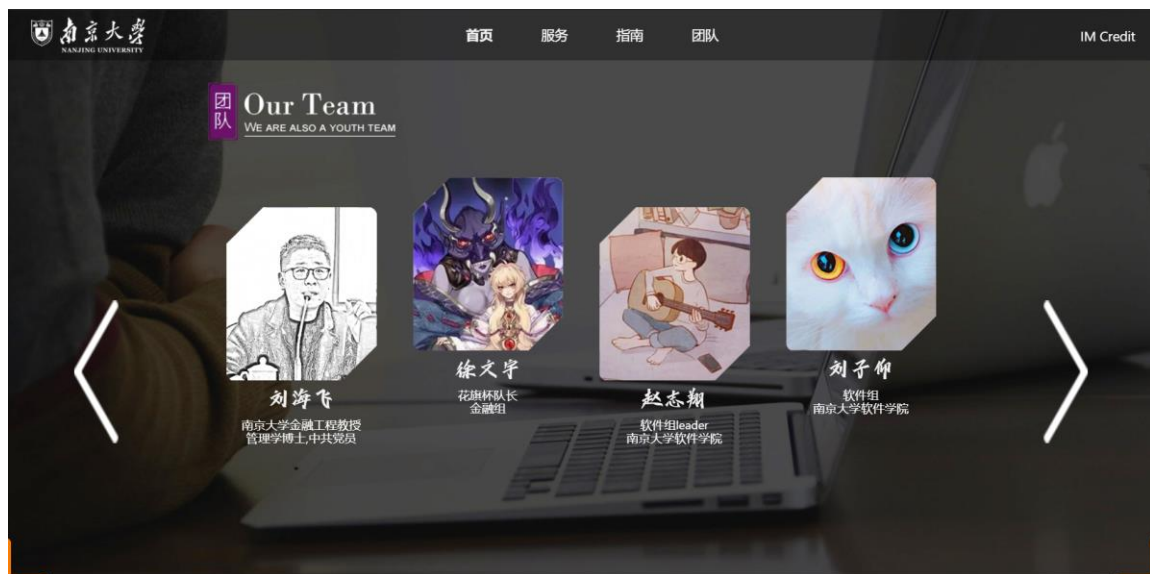 南京大學
NANJING UNIVERSITY
首页
服务
指南
团队
IM Credit
团队
Our Team
WE ARE ALSO A YOUTH TEAM
刘海飞
南京大学金融工程教授
管理学博士,中共党员
徐文宇
花旗杯队长
金融组
赵志翔
软件组leader
南京大学软件学院
刘子仰
软件组
南京大学软件学院